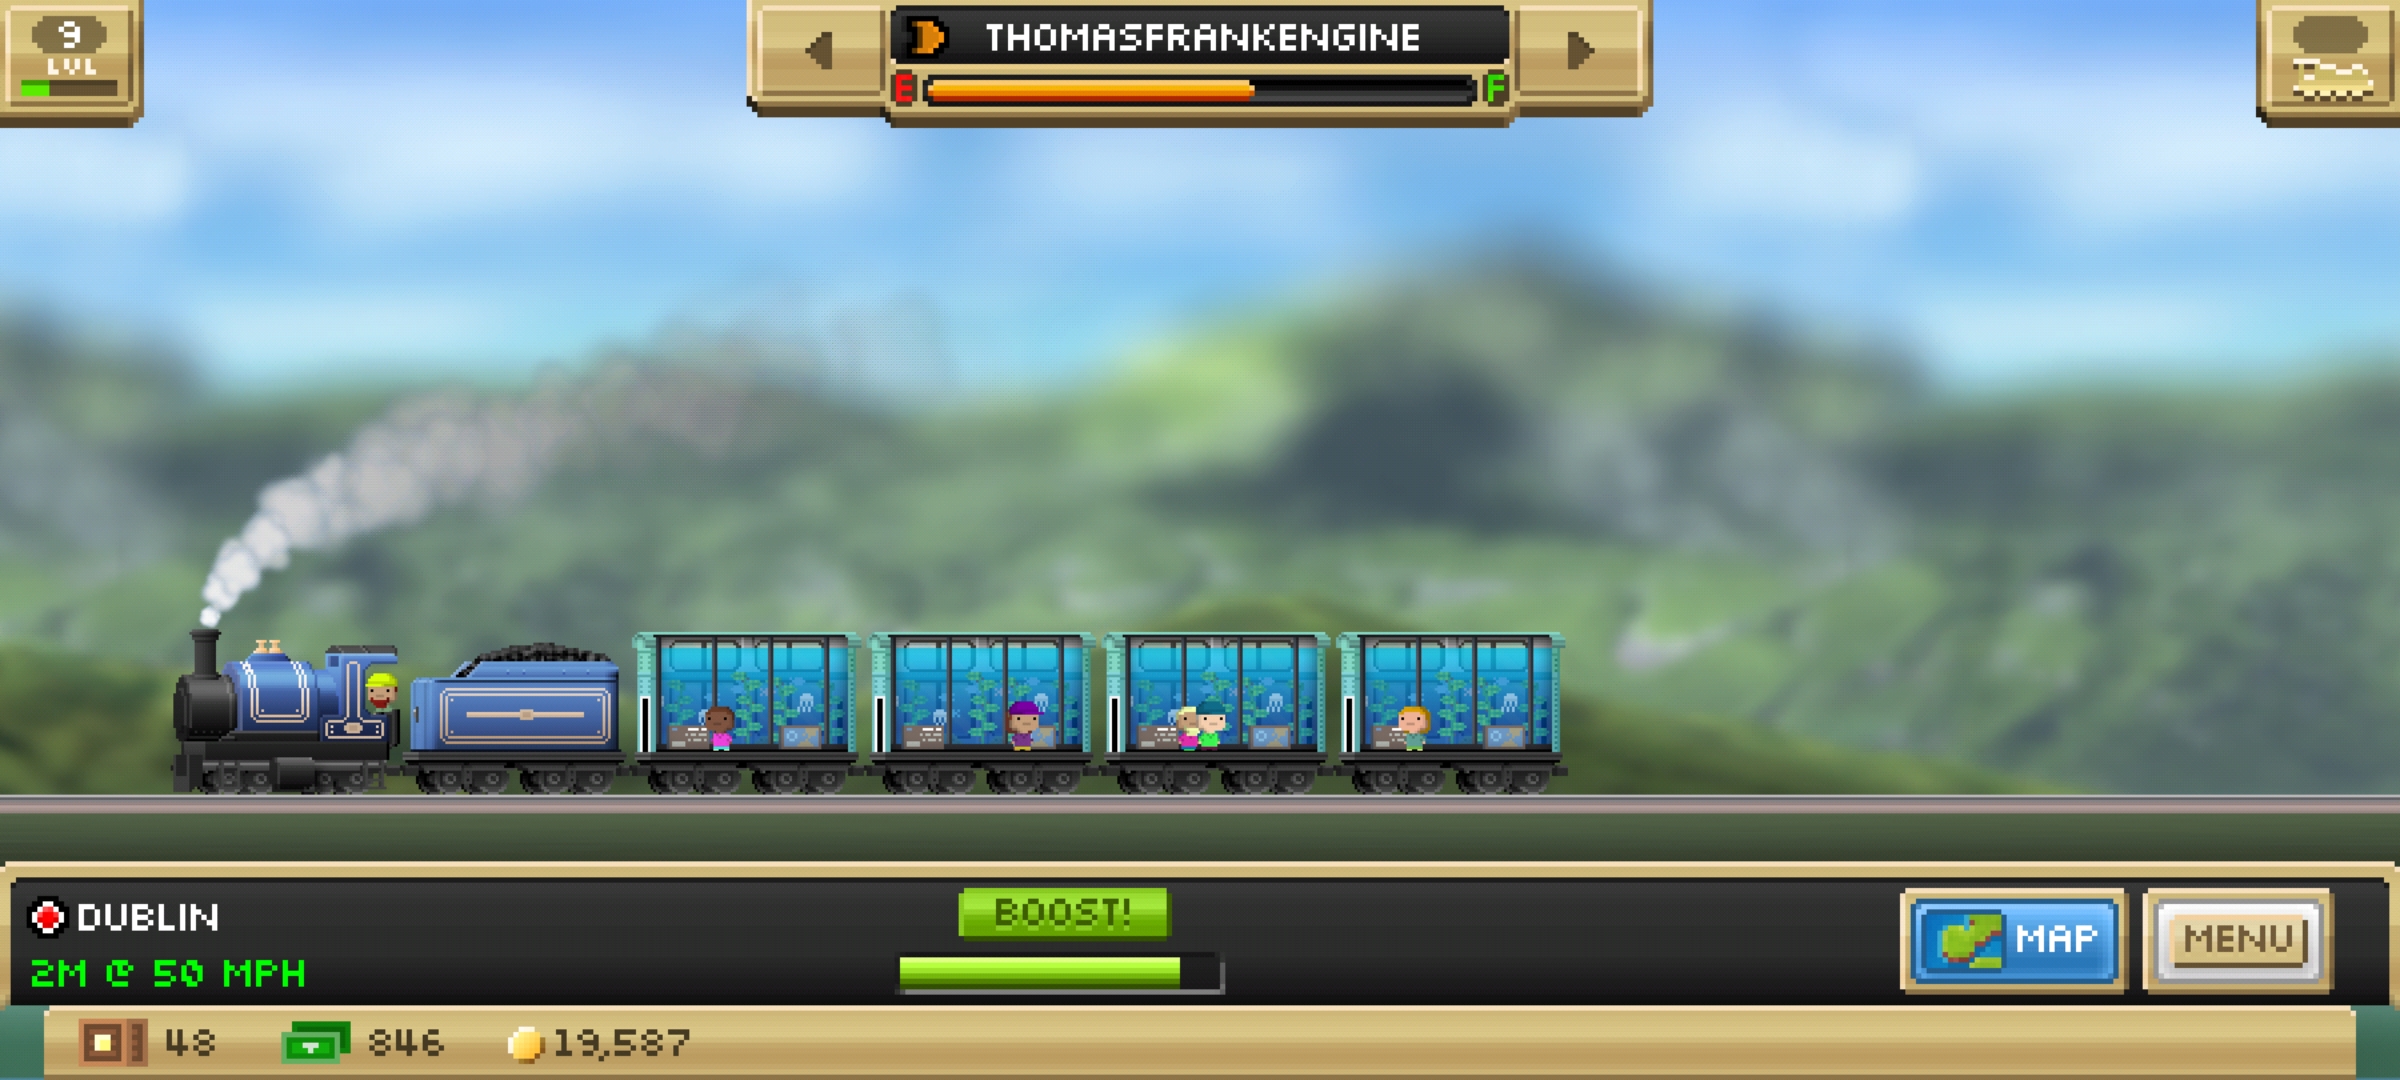 9
LVL
THOMASFRANKENGINE
E F
DUBLIN
2M @ 50 MPH
BOOST!
MAP
MENU
48
846
19,587